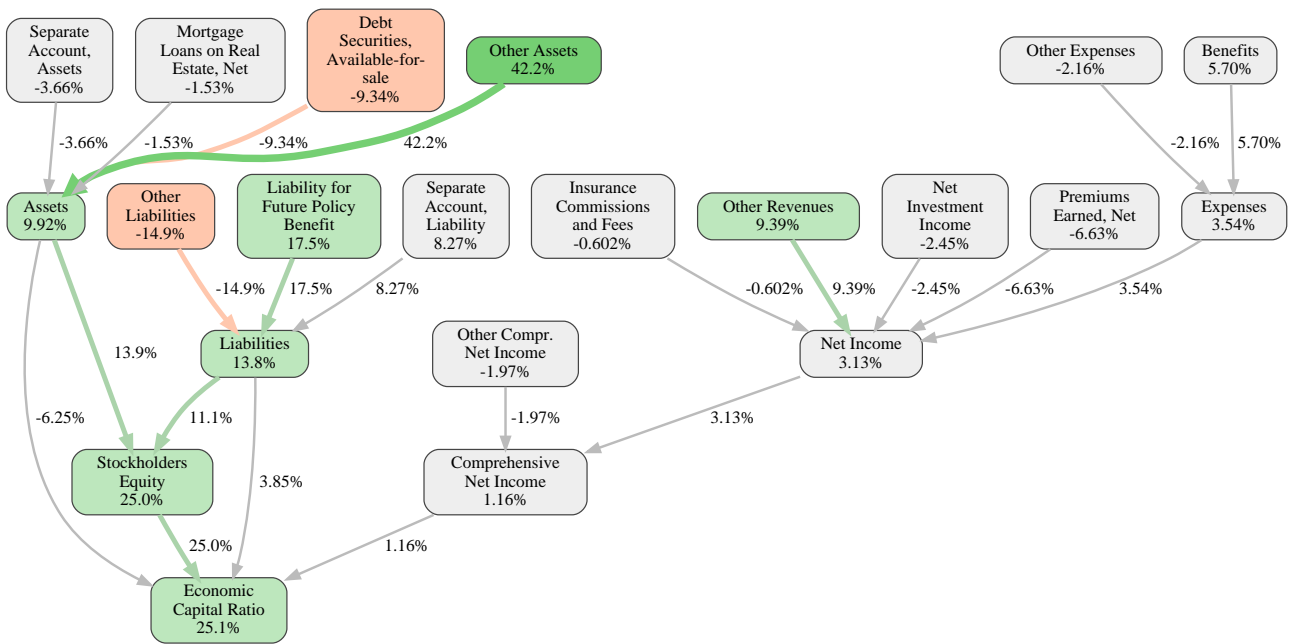 Separate
Account,
Assets
-3.66%
Mortgage
Loans on Real
Estate, Net
-1.53%
Debt
Securities,
Available-for-
sale
-9.34%
Other Assets
42.2%
Other Expenses
-2.16%
Benefits
5.70%
-3.66%
-1.53%
-9.34%
42.2%
-2.16%
5.70%
Assets
9.92%
Other
Liabilities
-14.9%
Liability for
Future Policy
Benefit
17.5%
Separate
Account,
Liability
8.27%
Insurance
Commissions
and Fees
-0.602%
Other Revenues
9.39%
Net
Investment
Income
-2.45%
Premiums
Earned, Net
-6.63%
Expenses
3.54%
-14.9%
17.5%
8.27%
-0.602%
9.39%
-2.45%
-6.63%
3.54%
13.9%
Liabilities
13.8%
Other Compr.
Net Income
-1.97%
Net Income
3.13%
-6.25%
11.1%
-1.97%
3.13%
Stockholders
Equity
25.0%
3.85%
Comprehensive
Net Income
1.16%
25.0%
1.16%
Economic
Capital Ratio
25.1%